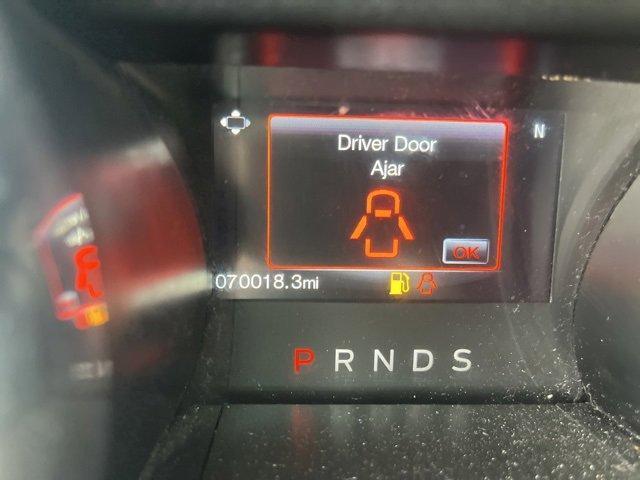 N
Driver Door
Ajar
OK
070018.3mi
P R N D S